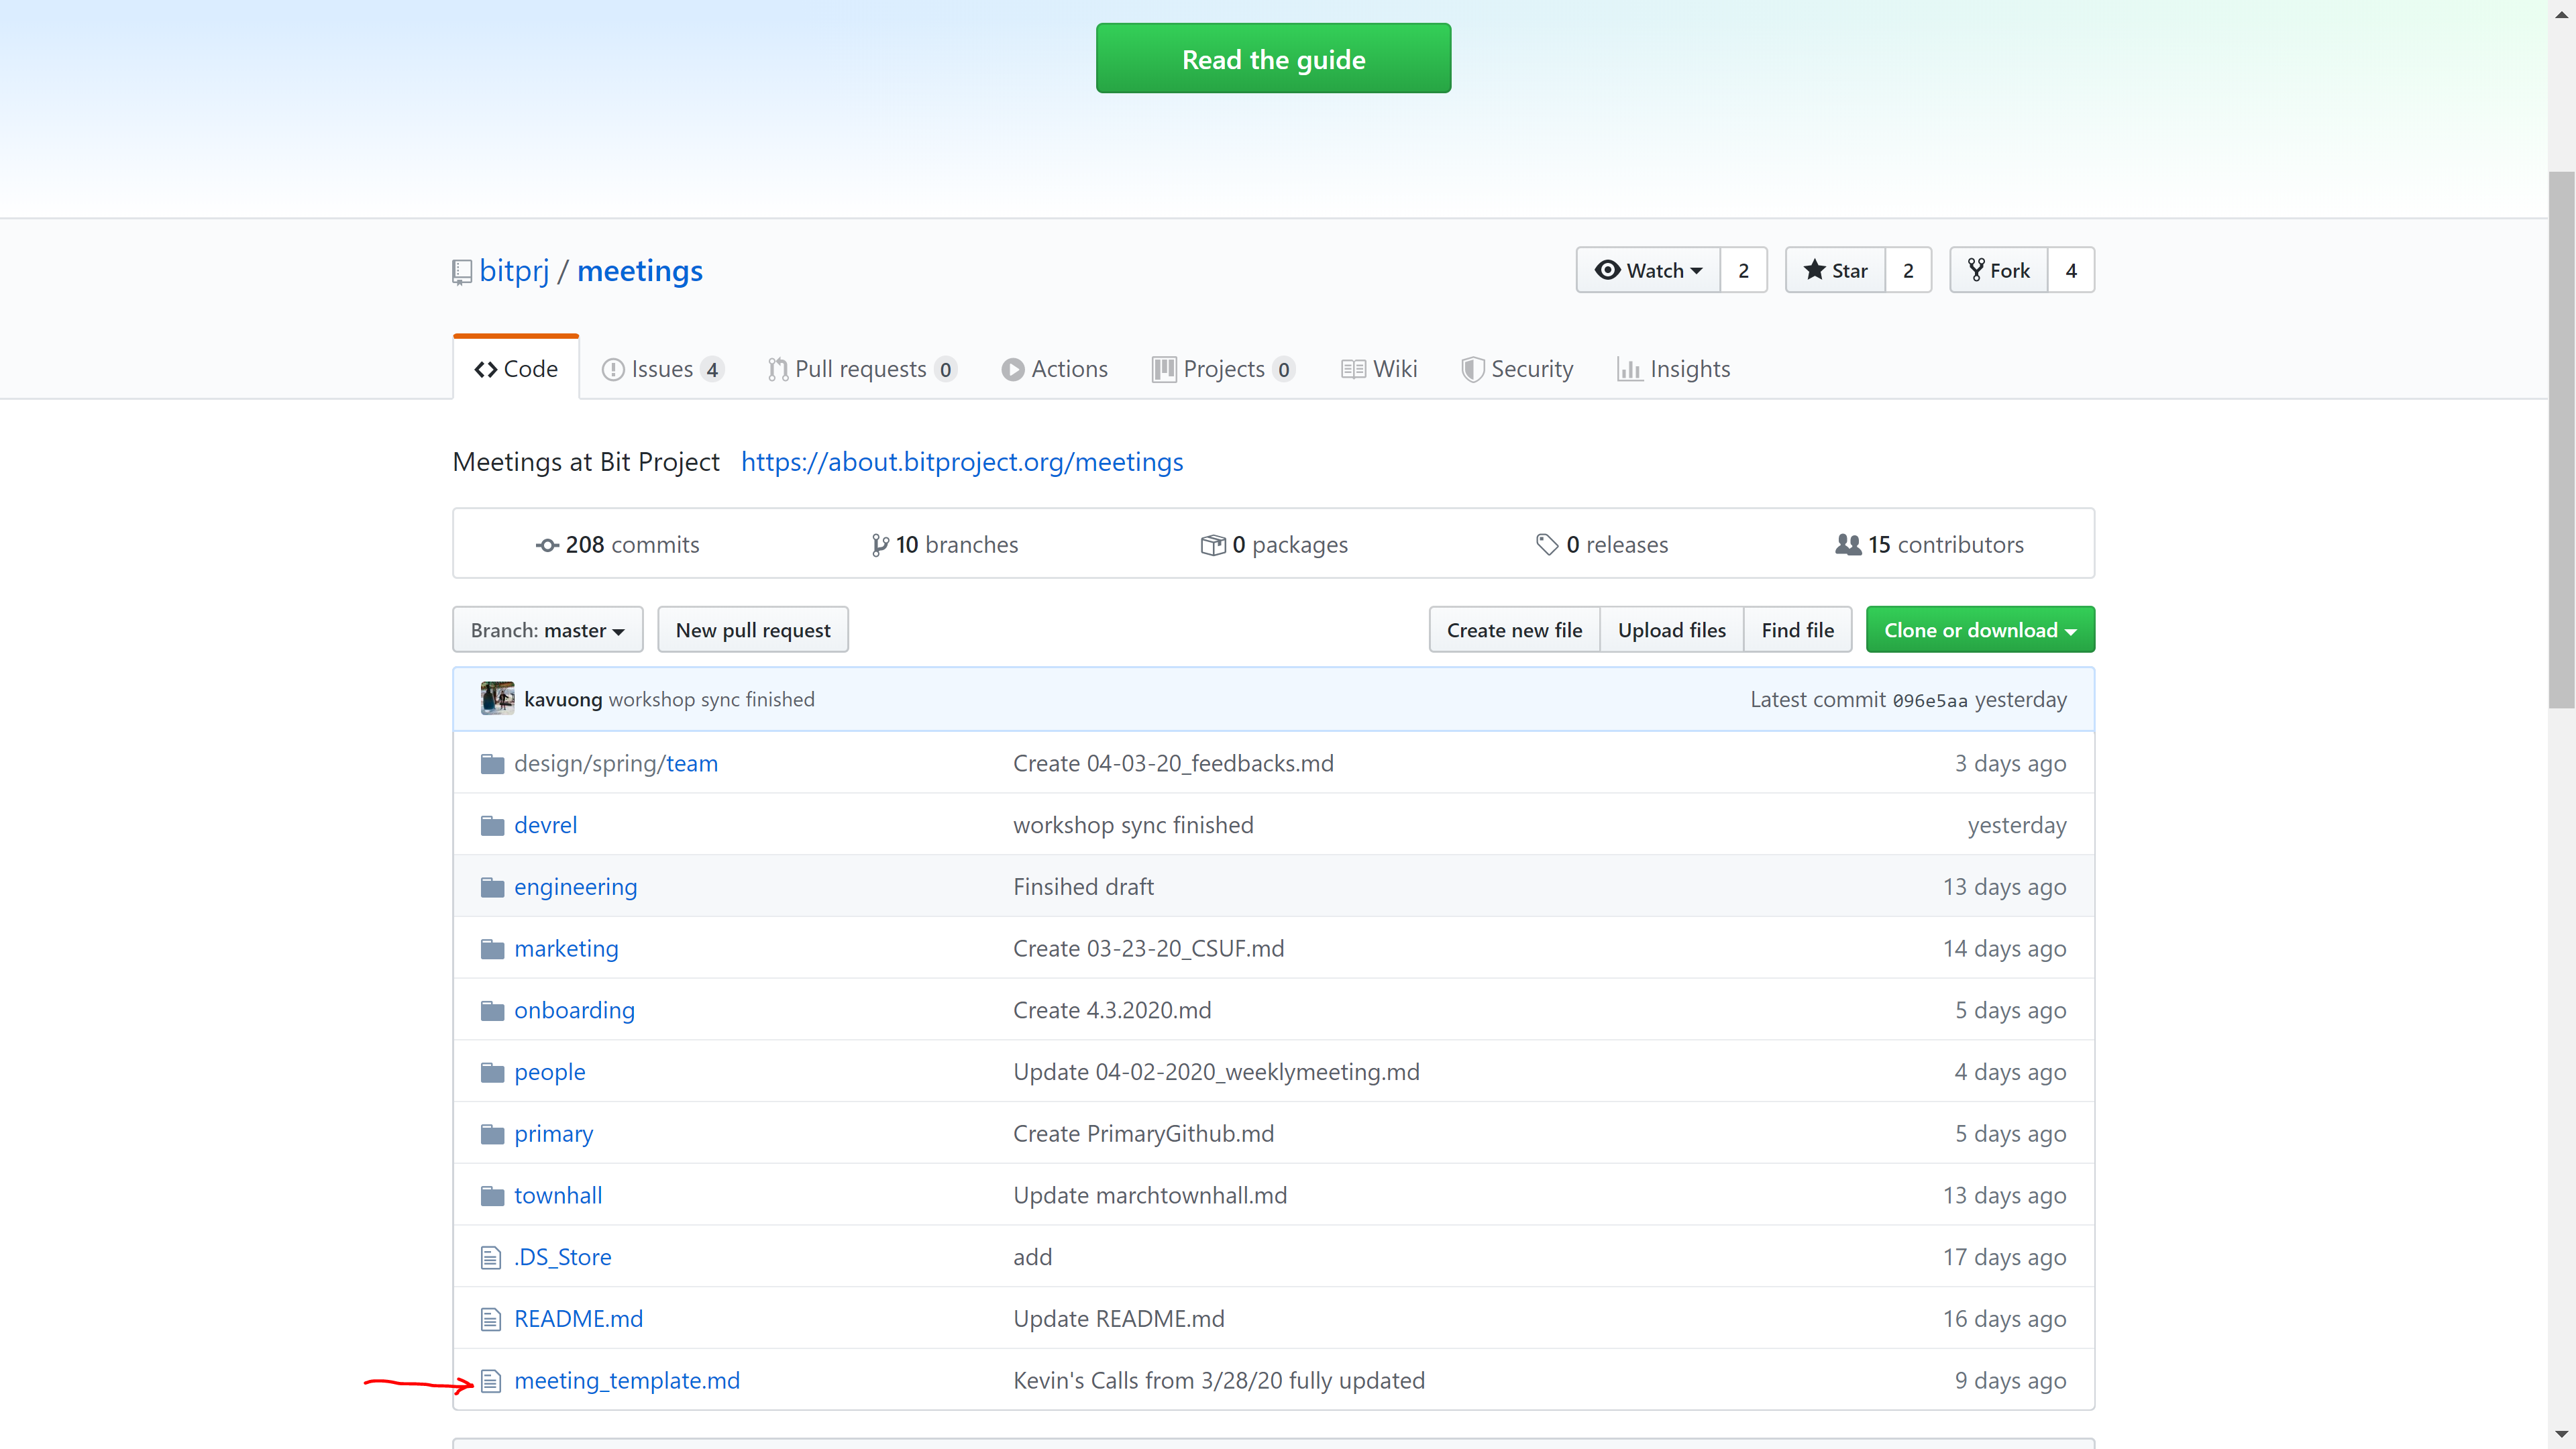 Read the guide
bitprj / meetings
Watch 2 Star 2 Fork 4
Code Issues 4 Pull requests 0 Actions Projects 0 Wiki Security Insights
Meetings at Bit Project https://about.bitproject.org/meetings
208 commits 10 branches 0 packages 0 releases 15 contributors
Branch: master New pull request Create new file Upload files Find file Clone or download
kavuong workshop sync finished Latest commit 096e5aa yesterday
design/spring/team Create 04-03-20_feedbacks.md 3 days ago
devrel workshop sync finished yesterday
engineering Finsihed draft 13 days ago
marketing Create 03-23-20_CSUF.md 14 days ago
onboarding Create 4.3.2020.md 5 days ago
people Update 04-02-2020_weeklymeeting.md 4 days ago
primary Create PrimaryGithub.md 5 days ago
townhall Update marchtownhall.md 13 days ago
.DS_Store add 17 days ago
README.md Update README.md 16 days ago
meeting_template.md Kevin's Calls from 3/28/20 fully updated 9 days ago